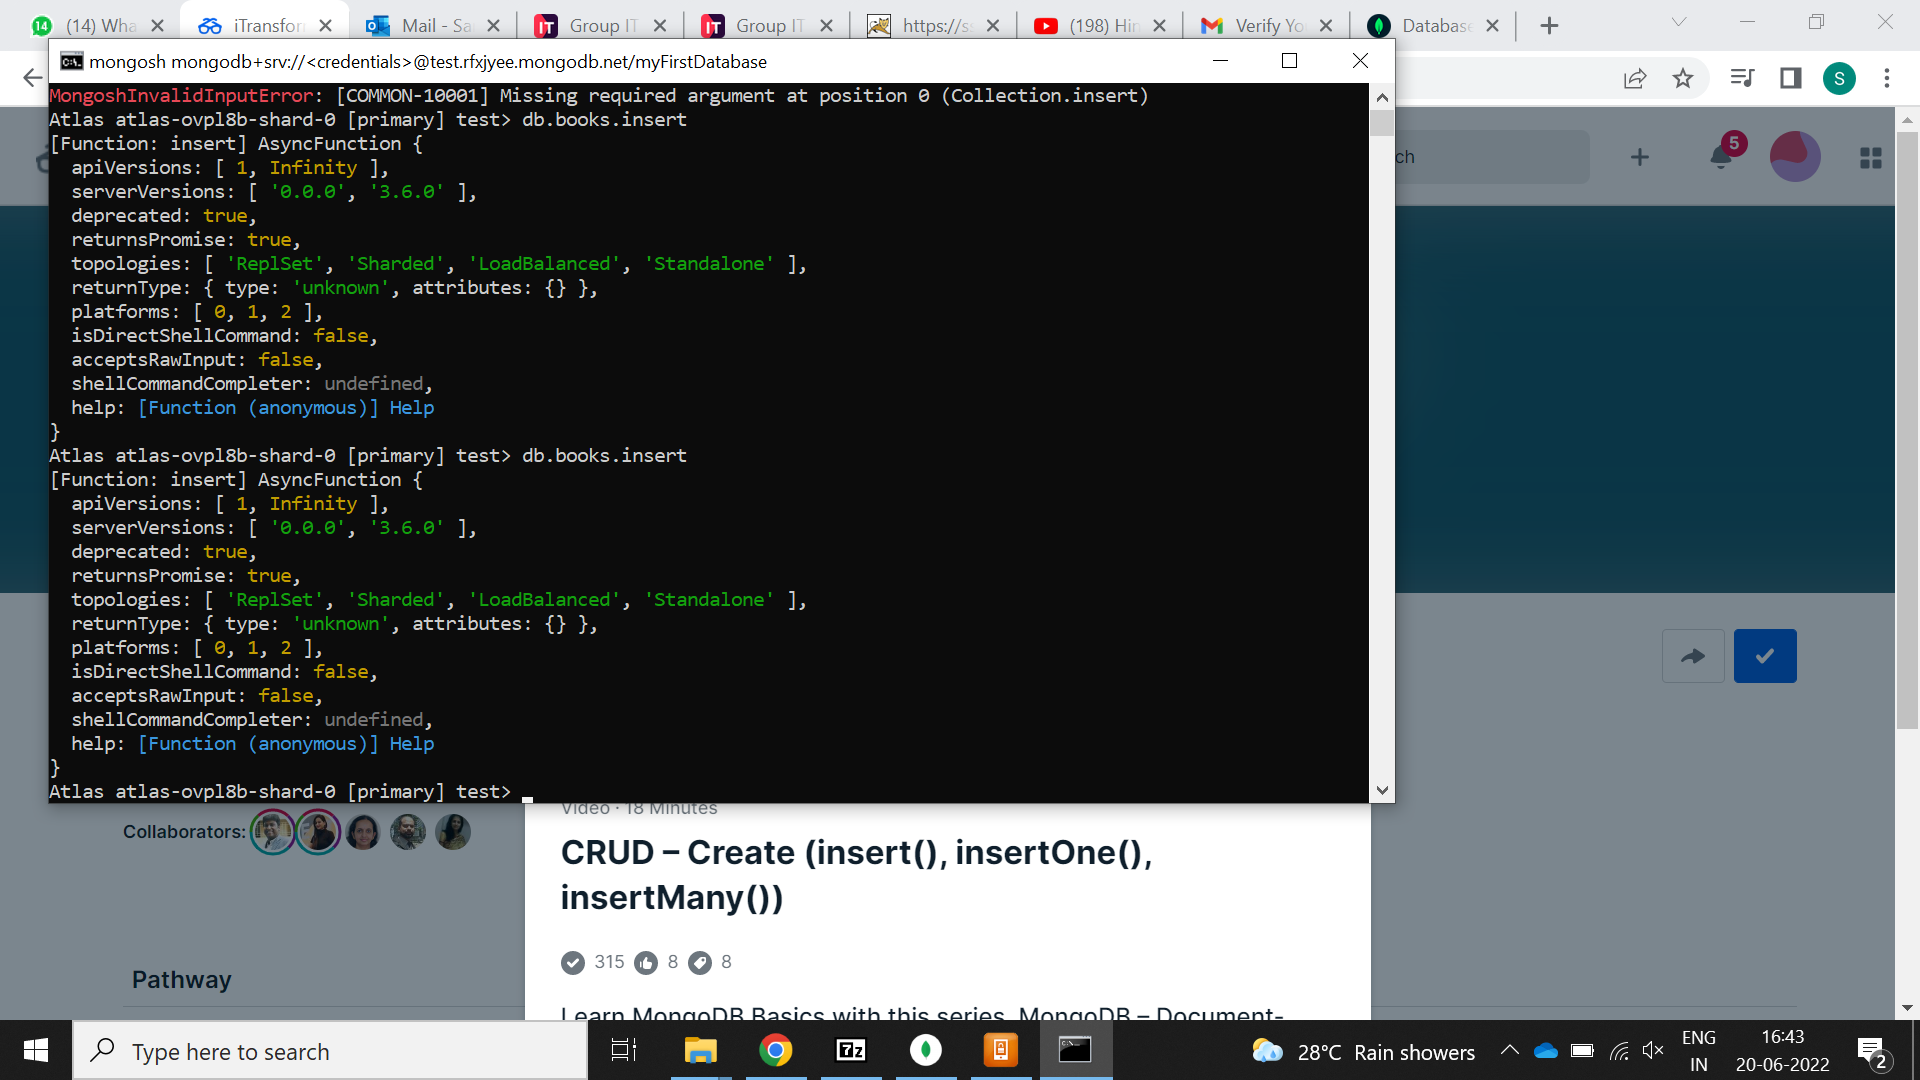 14 (14) Wha
iTransfor
Mail - Sa
Group IT
Group IT
https://s
(198) Hin
Verify Yo
Database
mongosh mongodb+srv://<credentials>@test.rfxjyee.mongodb.net/myFirstDatabase
S
MongoshInvalidInputError: [COMMON-10001] Missing required argument at position 0 (Collection.insert)
Atlas atlas-ovpl8b-shard-0 [primary] test> db.books.insert
[Function: insert] AsyncFunction {
apiVersions: [ 1, Infinity ],
serverVersions: [ '0.0.0', '3.6.0' ],
deprecated: true,
returnsPromise: true,
topologies: [ 'ReplSet', 'Sharded', 'LoadBalanced', 'Standalone' ],
returnType: { type: 'unknown', attributes: {} },
platforms: [ 0, 1, 2 ],
isDirectShellCommand: false,
acceptsRawInput: false,
shellCommandCompleter: undefined,
help: [Function (anonymous)] Help
}
Atlas atlas-ovpl8b-shard-0 [primary] test> db.books.insert
[Function: insert] AsyncFunction {
apiVersions: [ 1, Infinity ],
serverVersions: [ '0.0.0', '3.6.0' ],
deprecated: true,
returnsPromise: true,
topologies: [ 'ReplSet', 'Sharded', 'LoadBalanced', 'Standalone' ],
returnType: { type: 'unknown', attributes: {} },
platforms: [ 0, 1, 2 ],
isDirectShellCommand: false,
acceptsRawInput: false,
shellCommandCompleter: undefined,
help: [Function (anonymous)] Help
}
Atlas atlas-ovpl8b-shard-0 [primary] test>
ch
5
Video · 18 Minutes
Collaborators:
CRUD – Create (insert(), insertOne(),
insertMany())
315 8 8
Pathway
Learn MongoDB Basics with this series. MongoDB – Document-
Type here to search
7z
28°C Rain showers
ENG
IN
16:43
20-06-2022
2